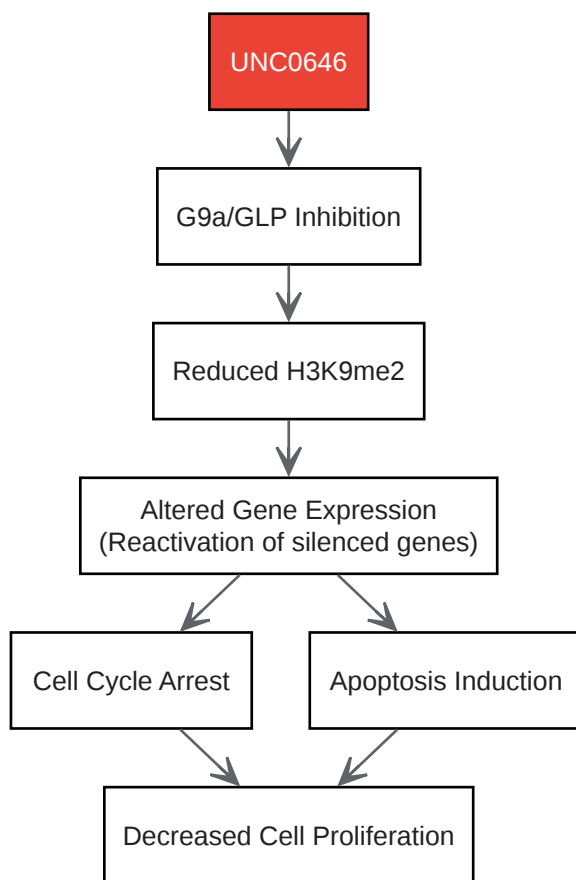 UNC0646
G9a/GLP Inhibition
Reduced H3K9me2
Altered Gene Expression
(Reactivation of silenced genes)
Cell Cycle Arrest
Apoptosis Induction
Decreased Cell Proliferation